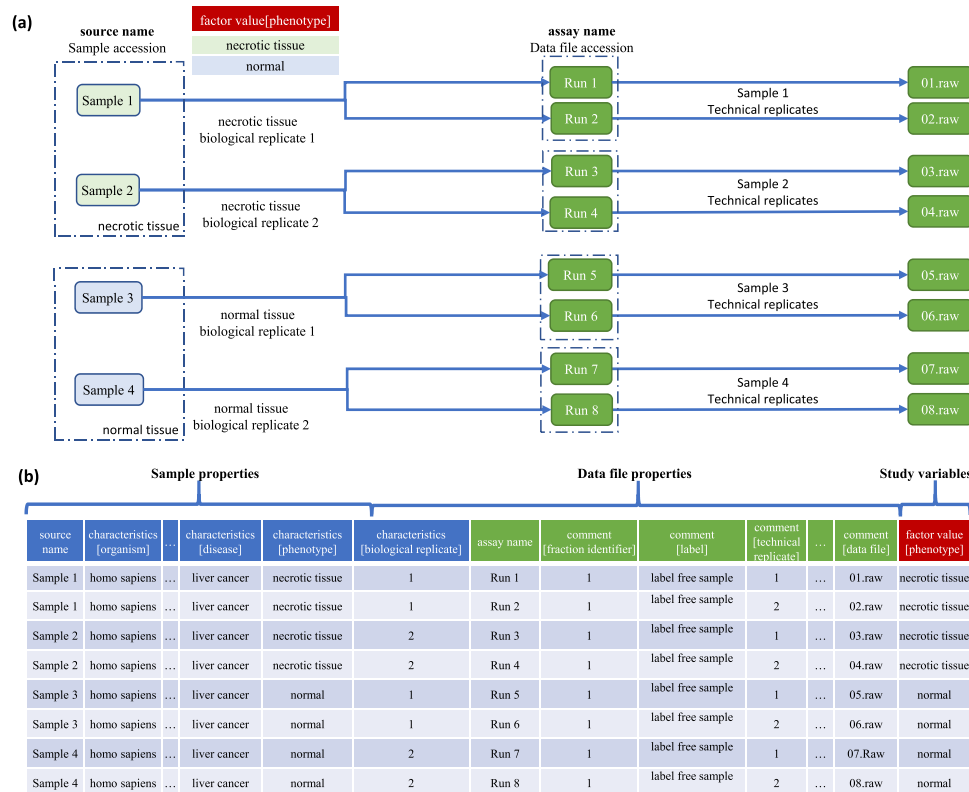 (a)
source name
Sample accession
factor value[phenotype]
necrotic tissue
normal
assay name
Data file accession
Sample 1
necrotic tissue
biological replicate 1
Run 1
Run 2
Sample 1
Technical replicates
01.raw
02.raw
Sample 2
necrotic tissue
biological replicate 2
necrotic tissue
Run 3
Run 4
Sample 2
Technical replicates
03.raw
04.raw
Sample 3
normal tissue
biological replicate 1
Run 5
Run 6
Sample 3
Technical replicates
05.raw
06.raw
Sample 4
normal tissue
biological replicate 2
normal tissue
Run 7
Run 8
Sample 4
Technical replicates
07.raw
08.raw
(b)
Sample properties
Data file properties
Study variables
source name characteristics [organism] ... characteristics [disease] characteristics [phenotype] characteristics [biological replicate] assay name comment [fraction identifier] comment [label] comment [technical replicate] ... comment [data file] factor value [phenotype]
Sample 1 homo sapiens ... liver cancer necrotic tissue 1 Run 1 1 label free sample 1 ... 01.raw necrotic tissue
Sample 1 homo sapiens ... liver cancer necrotic tissue 1 Run 2 1 label free sample 2 ... 02.raw necrotic tissue
Sample 2 homo sapiens ... liver cancer necrotic tissue 2 Run 3 1 label free sample 1 ... 03.raw necrotic tissue
Sample 2 homo sapiens ... liver cancer necrotic tissue 2 Run 4 1 label free sample 2 ... 04.raw necrotic tissue
Sample 3 homo sapiens ... liver cancer normal 1 Run 5 1 label free sample 1 ... 05.raw normal
Sample 3 homo sapiens ... liver cancer normal 1 Run 6 1 label free sample 2 ... 06.raw normal
Sample 4 homo sapiens ... liver cancer normal 2 Run 7 1 label free sample 1 ... 07.Raw normal
Sample 4 homo sapiens ... liver cancer normal 2 Run 8 1 label free sample 2 ... 08.raw normal